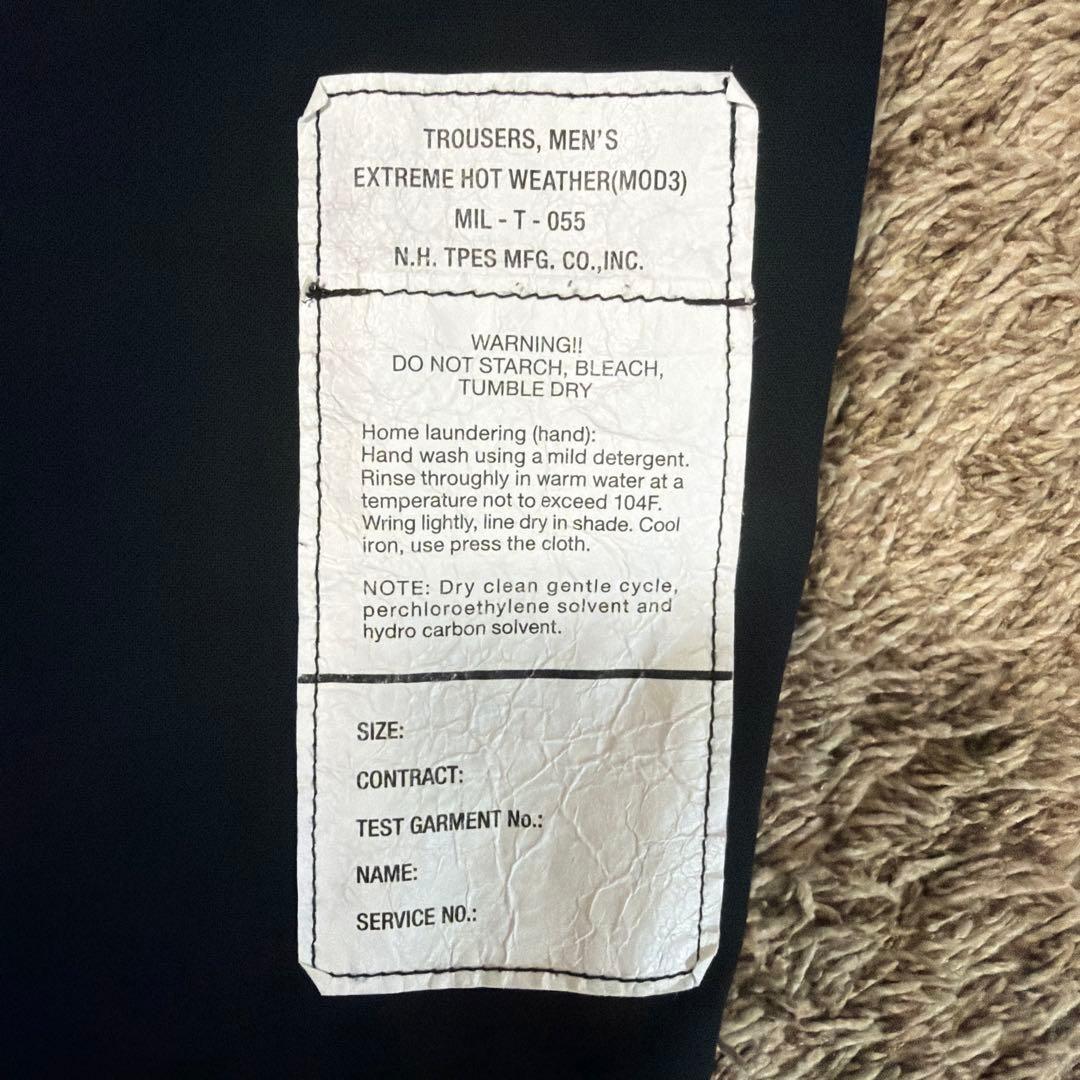 TROUSERS, MEN'S
EXTREME HOT WEATHER(MOD3)
MIL - T - 055
N.H. TPES MFG. CO.,INC.
WARNING!!
DO NOT STARCH, BLEACH,
TUMBLE DRY
Home laundering (hand):
Hand wash using a mild detergent.
Rinse throughly in warm water at a
temperature not to exceed 104F.
Wring lightly, line dry in shade. Cool
iron, use press the cloth.
NOTE: Dry clean gentle cycle,
perchloroethylene solvent and
hydro carbon solvent.
SIZE:
CONTRACT:
TEST GARMENT No.:
NAME:
SERVICE NO.: